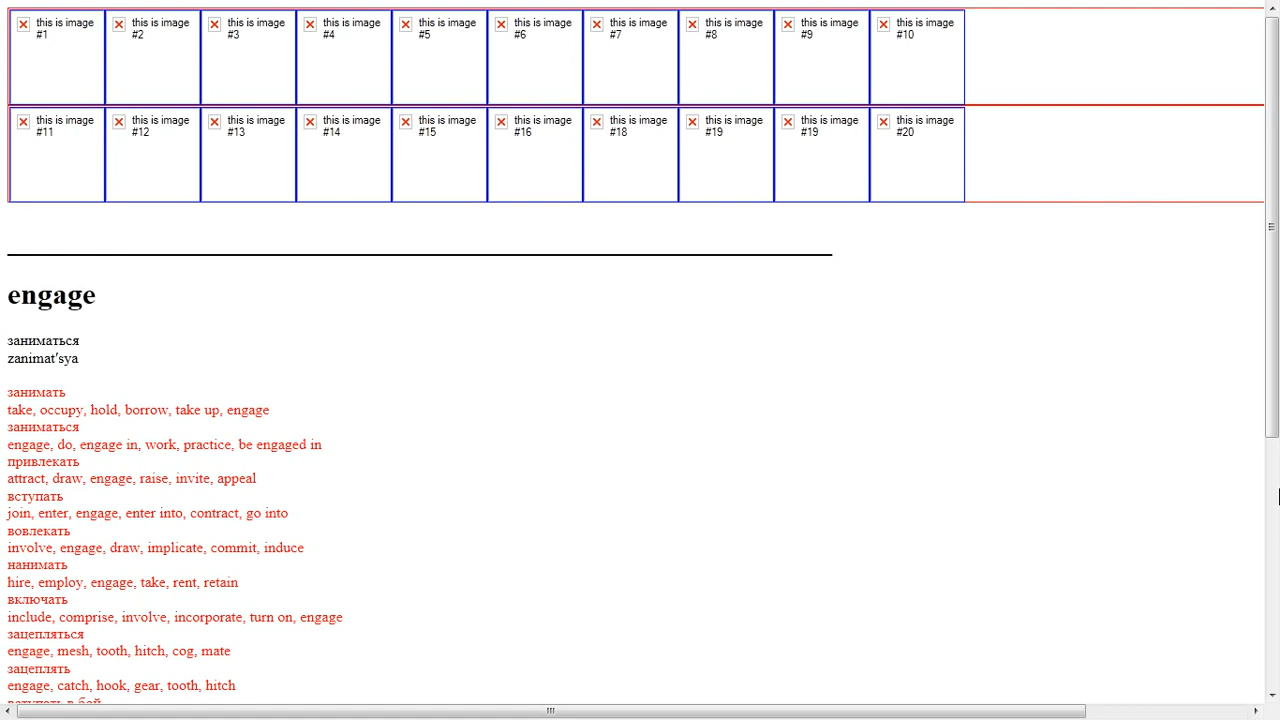 this is image #1 this is image #2 this is image #3 this is image #4 this is image #5 this is image #6 this is image #7 this is image #8 this is image #9 this is image #10
this is image #11 this is image #12 this is image #13 this is image #14 this is image #15 this is image #16 this is image #18 this is image #19 this is image #19 this is image #20
engage
заниматься
zanimat′sya
занимать
take, occupy, hold, borrow, take up, engage
заниматься
engage, do, engage in, work, practice, be engaged in
привлекать
attract, draw, engage, raise, invite, appeal
вступать
join, enter, engage, enter into, contract, go into
вовлекать
involve, engage, draw, implicate, commit, induce
нанимать
hire, employ, engage, take, rent, retain
включать
include, comprise, involve, incorporate, turn on, engage
зацепляться
engage, mesh, tooth, hitch, cog, mate
зацеплять
engage, catch, hook, gear, tooth, hitch
вступать в бой